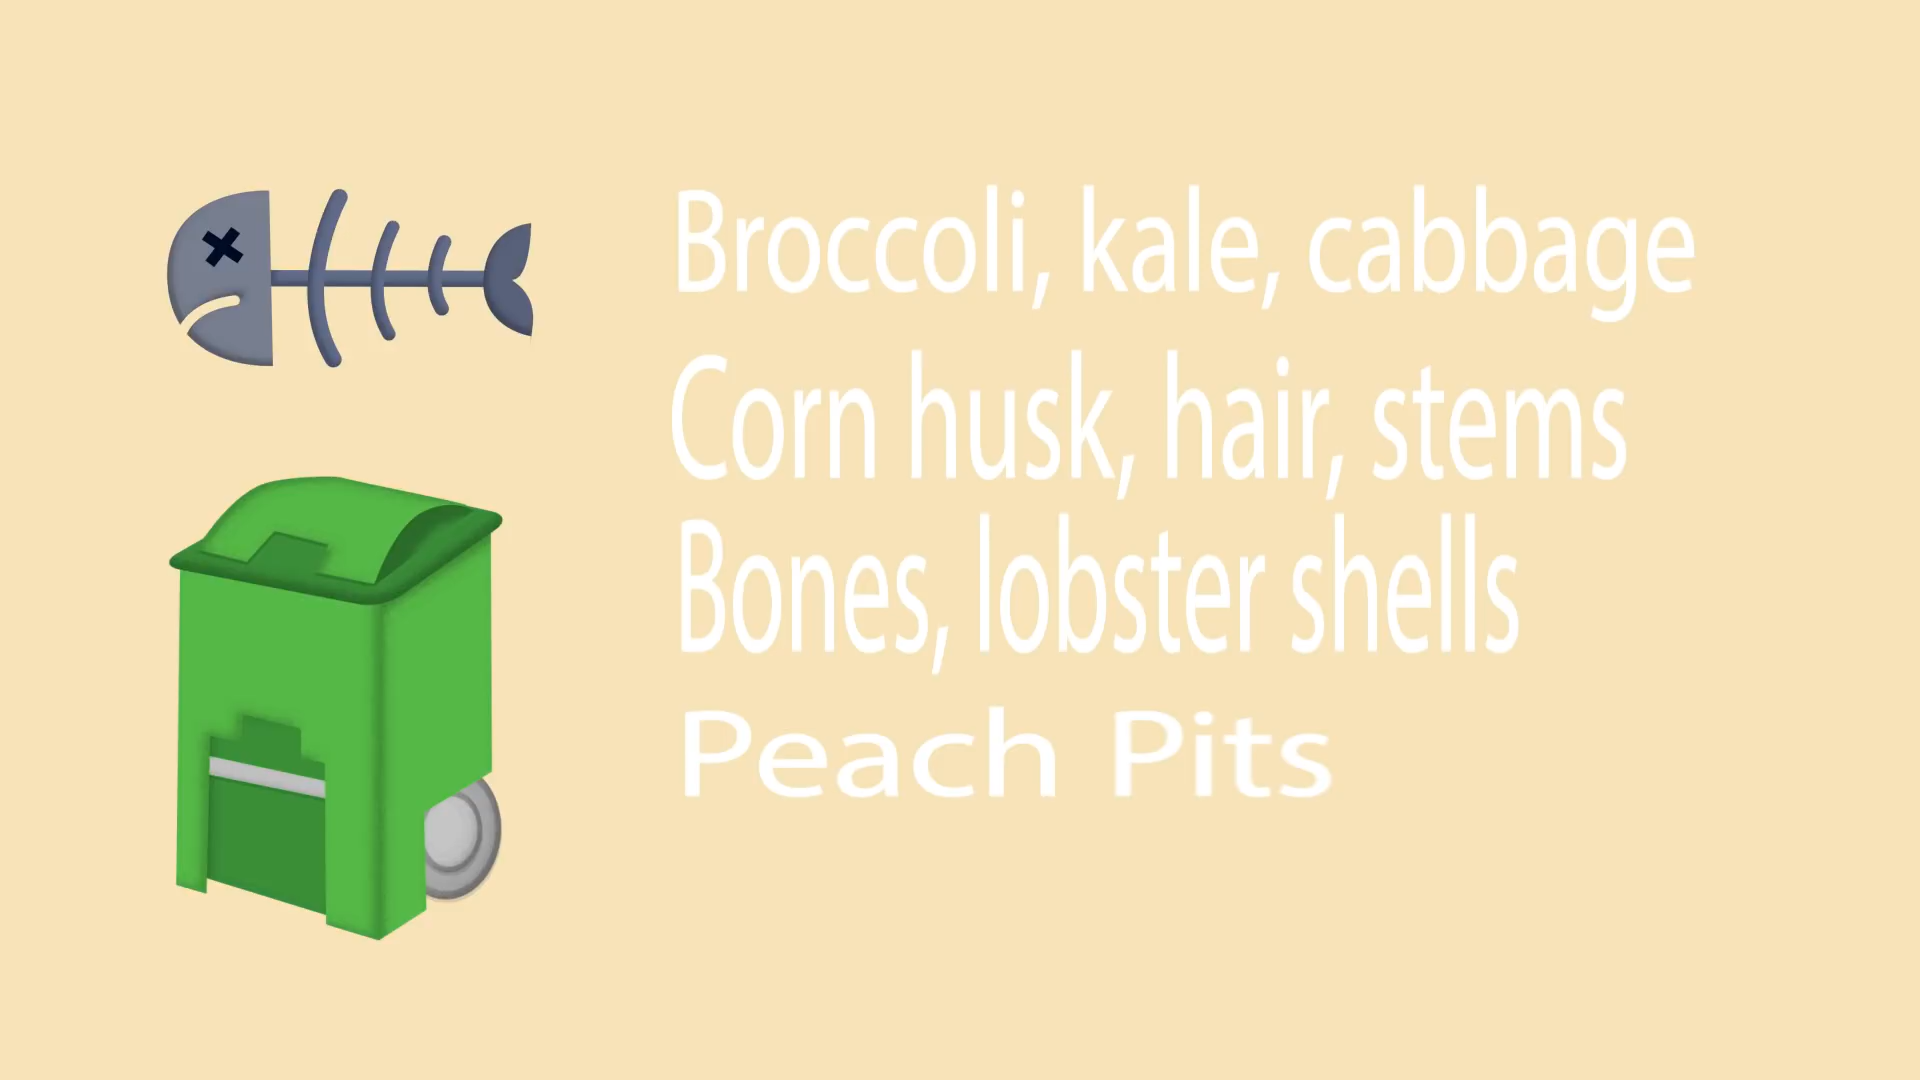 Broccoli, kale, cabbage
Corn husk, hair, stems
Bones, lobster shells
Peach Pits